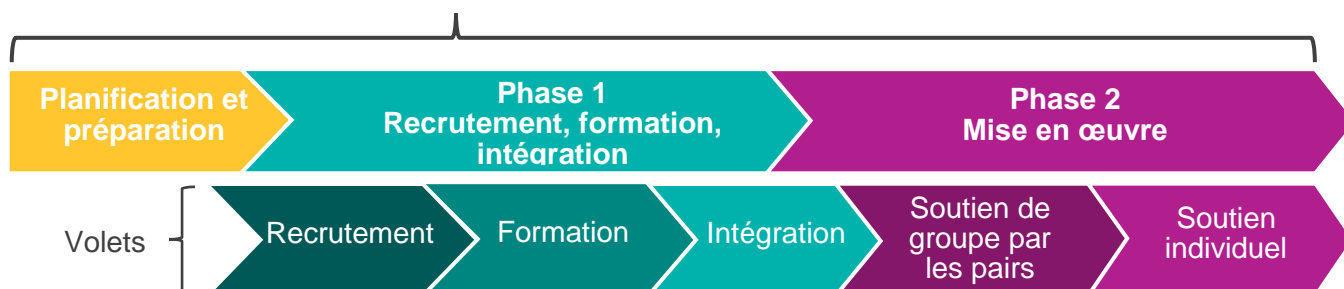 Planification et
préparation
Phase 1
Recrutement, formation,
intégration
Phase 2
Mise en œuvre
Volets
Recrutement
Formation
Intégration
Soutien de
groupe par
les pairs
Soutien
individuel